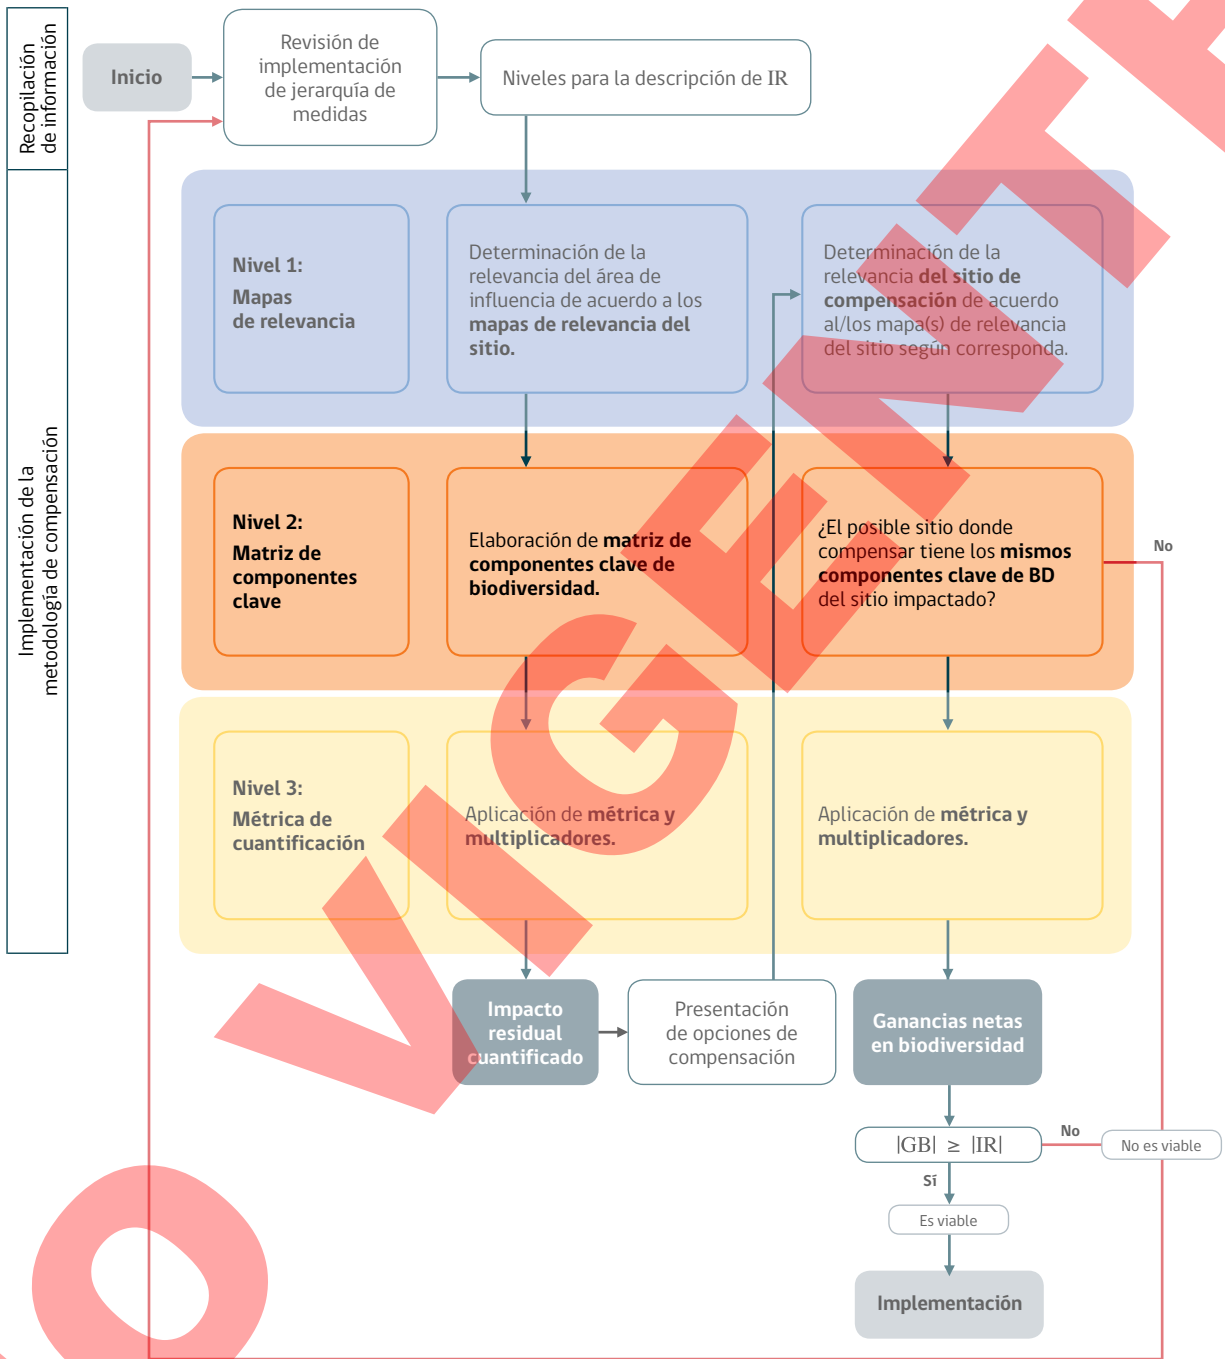 Recopilación
de información
Inicio
Revisión de
implementación
de jerarquía de
medidas
Niveles para la descripción de IR
Implementación de la
metodología de compensación
Nivel 1:
Mapas
de relevancia
Determinación de la
relevancia del área de
influencia de acuerdo a los
mapas de relevancia del
sitio.
Determinación de la
relevancia del sitio de
compensación de acuerdo
al/los mapa(s) de relevancia
del sitio según corresponda.
Nivel 2:
Matriz de
componentes
clave
Elaboración de matriz de
componentes clave de
biodiversidad.
¿El posible sitio donde
compensar tiene los mismos
componentes clave de BD
del sitio impactado?
No
Nivel 3:
Métrica de
cuantificación
Aplicación de métrica y
multiplicadores.
Aplicación de métrica y
multiplicadores.
Impacto
residual
cuantificado
Presentación
de opciones de
compensación
Ganancias netas
en biodiversidad
|GB| ≥ |IR|
No
No es viable
Sí
Es viable
Implementación
O VIGENTE